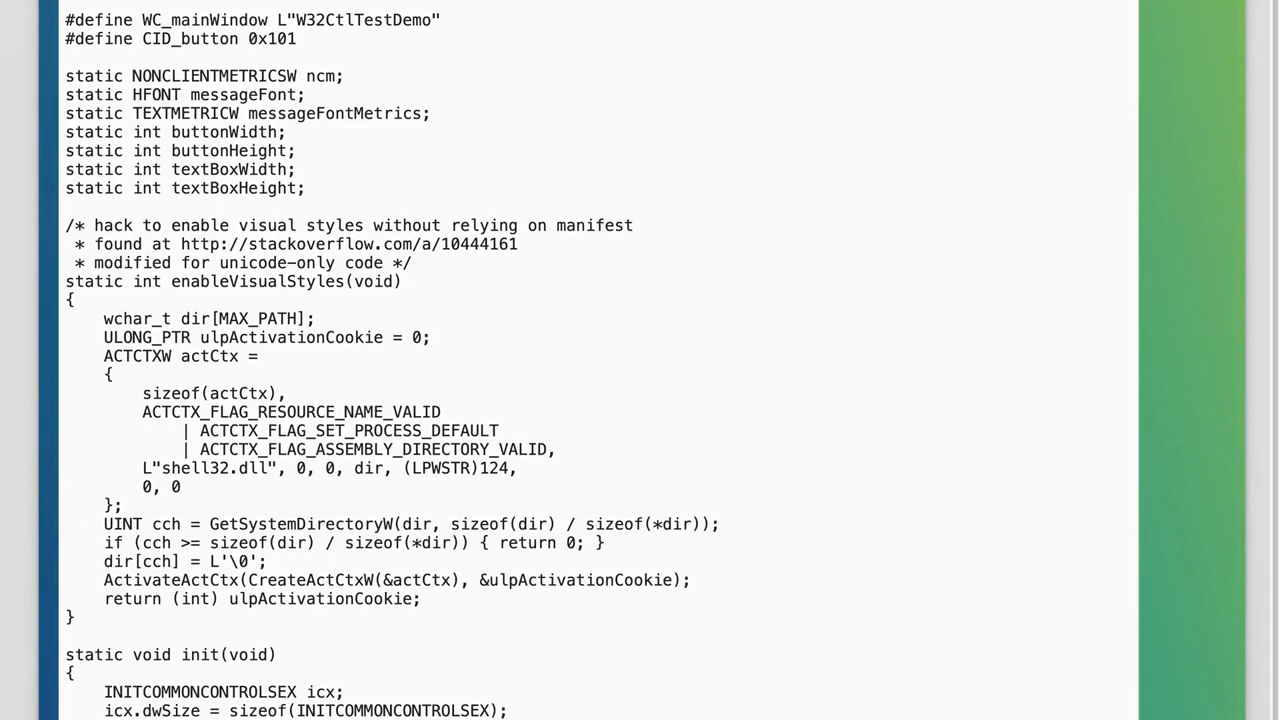 #define WC_mainWindow L"W32CtlTestDemo"
#define CID_button 0x101
static NONCLIENTMETRICSW ncm;
static HFONT messageFont;
static TEXTMETRICW messageFontMetrics;
static int buttonWidth;
static int buttonHeight;
static int textBoxWidth;
static int textBoxHeight;
/* hack to enable visual styles without relying on manifest
 * found at http://stackoverflow.com/a/10444161
 * modified for unicode-only code */
static int enableVisualStyles(void)
{
    wchar_t dir[MAX_PATH];
    ULONG_PTR ulpActivationCookie = 0;
    ACTCTXW actCtx =
    {
        sizeof(actCtx),
        ACTCTX_FLAG_RESOURCE_NAME_VALID
            | ACTCTX_FLAG_SET_PROCESS_DEFAULT
            | ACTCTX_FLAG_ASSEMBLY_DIRECTORY_VALID,
        L"shell32.dll", 0, 0, dir, (LPWSTR)124,
        0, 0
    };
    UINT cch = GetSystemDirectoryW(dir, sizeof(dir) / sizeof(*dir));
    if (cch >= sizeof(dir) / sizeof(*dir)) { return 0; }
    dir[cch] = L'\0';
    ActivateActCtx(CreateActCtxW(&actCtx), &ulpActivationCookie);
    return (int) ulpActivationCookie;
}
static void init(void)
{
    INITCOMMONCONTROLSEX icx;
    icx.dwSize = sizeof(INITCOMMONCONTROLSEX);